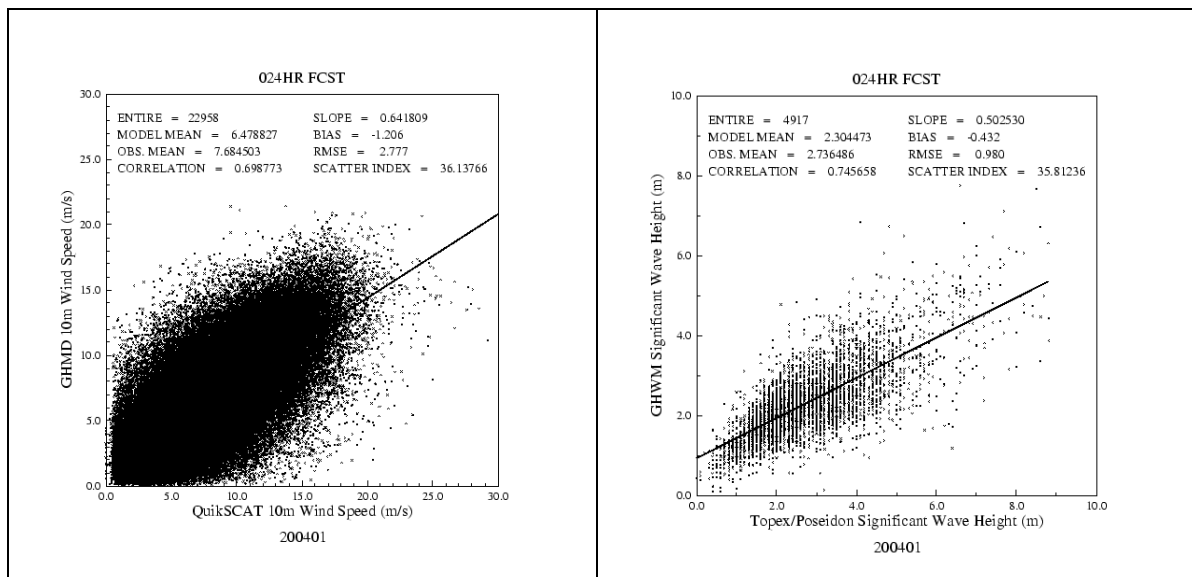 024HR FCST
30.0
ENTIRE = 22958 SLOPE = 0.641809
MODEL MEAN = 6.478827 BIAS = -1.206
OBS. MEAN = 7.684503 RMSE = 2.777
CORRELATION = 0.698773 SCATTER INDEX = 36.13766
25.0
20.0
15.0
10.0
5.0
0.0
GHMD 10m Wind Speed (m/s)
0.0 5.0 10.0 15.0 20.0 25.0 30.0
QuikSCAT 10m Wind Speed (m/s)
200401
024HR FCST
10.0
ENTIRE = 4917 SLOPE = 0.502530
MODEL MEAN = 2.304473 BIAS = -0.432
OBS. MEAN = 2.736486 RMSE = 0.980
CORRELATION = 0.745658 SCATTER INDEX = 35.81236
8.0
6.0
4.0
2.0
0.0
GHWM Significant Wave Height (m)
0.0 2.0 4.0 6.0 8.0 10.0
Topex/Poseidon Significant Wave Height (m)
200401